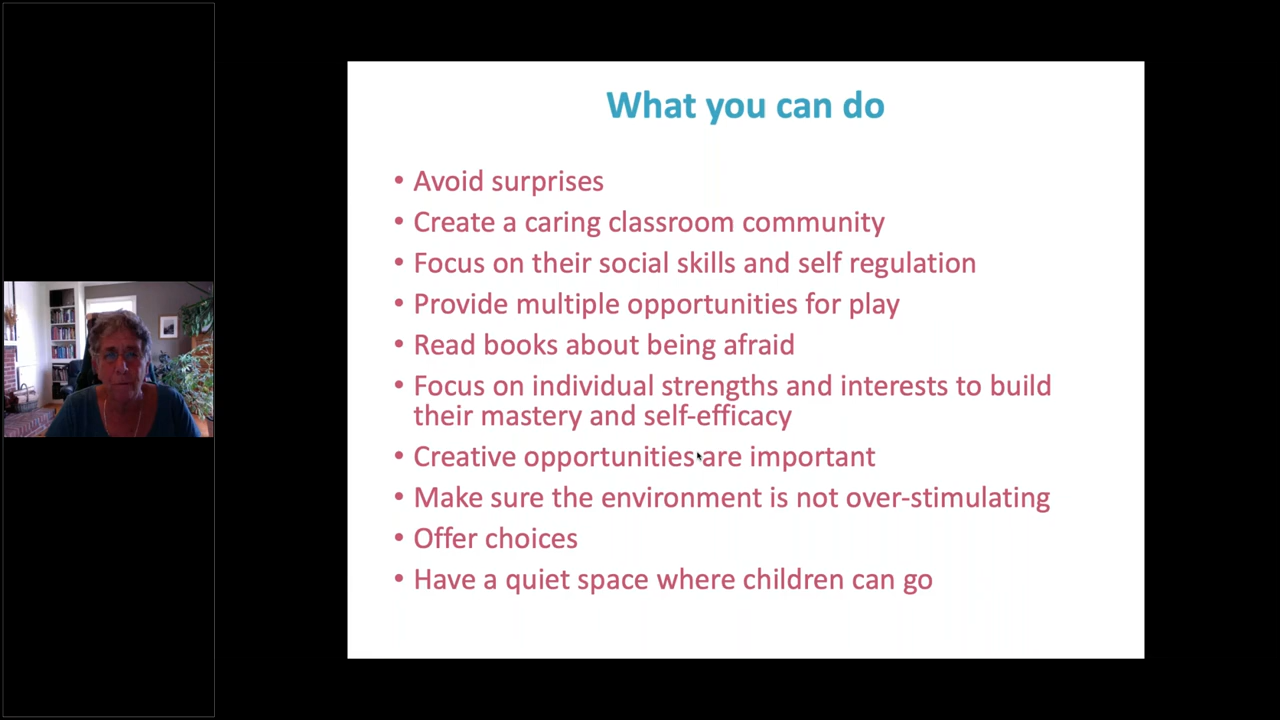 What you can do
• Avoid surprises
• Create a caring classroom community
• Focus on their social skills and self regulation
• Provide multiple opportunities for play
• Read books about being afraid
• Focus on individual strengths and interests to build
their mastery and self-efficacy
• Creative opportunities are important
• Make sure the environment is not over-stimulating
• Offer choices
• Have a quiet space where children can go